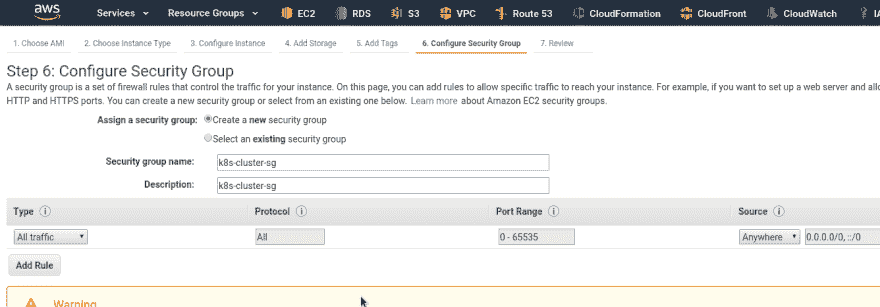 aws Services Resource Groups EC2 RDS S3 VPC Route 53 CloudFormation CloudFront CloudWatch
1. Choose AMI 2. Choose Instance Type 3. Configure Instance 4. Add Storage 5. Add Tags 6. Configure Security Group 7. Review
Step 6: Configure Security Group
A security group is a set of firewall rules that control the traffic for your instance. On this page, you can add rules to allow specific traffic to reach your instance. For example, if you want to set up a web server and allo
HTTP and HTTPS ports. You can create a new security group or select from an existing one below. Learn more about Amazon EC2 security groups.
Assign a security group: Create a new security group
Select an existing security group
Security group name: k8s-cluster-sg
Description: k8s-cluster-sg
Type Protocol Port Range Source
All traffic All 0 - 65535 Anywhere 0.0.0.0/0, ::/0
Add Rule
Warning